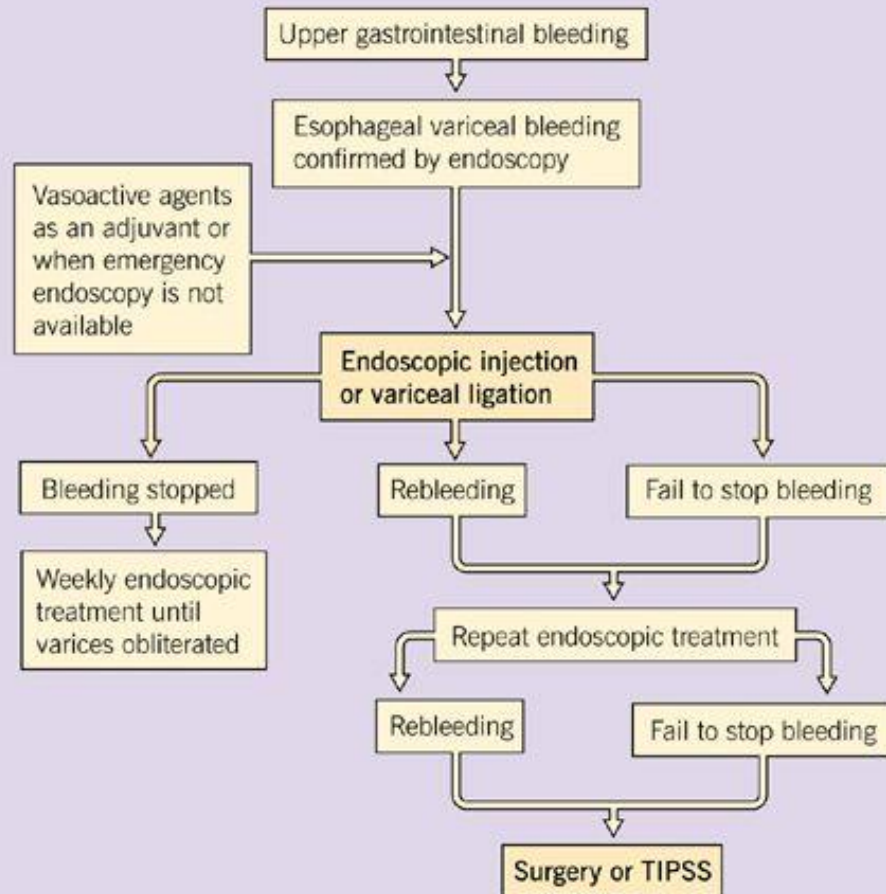 Upper gastrointestinal bleeding
Esophageal variceal bleeding
confirmed by endoscopy
Vasoactive agents
as an adjuvant or
when emergency
endoscopy is not
available
Endoscopic injection
or variceal ligation
Bleeding stopped
Rebleeding
Fail to stop bleeding
Weekly endoscopic
treatment until
varices obliterated
Repeat endoscopic treatment
Rebleeding
Fail to stop bleeding
Surgery or TIPSS